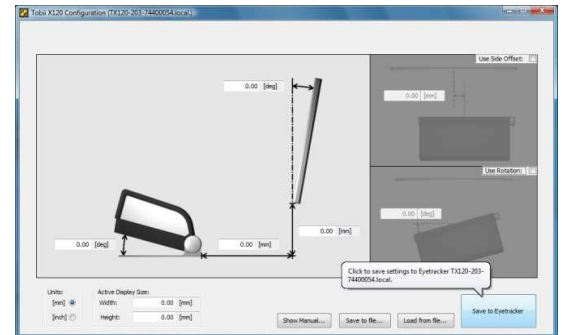 Tobii X120 Configuration (TX120-203-74400054.local.)
Use Side Offset:
0.00 [deg]
0.00 [mm]
Use Rotation:
0.00 [deg]
0.00 [mm]
0.00 [deg]
0.00 [mm]
Click to save settings to Eyetracker TX120-203-
74400054.local.
Units:
Active Display Size:
[mm]
Width: 0.00 [mm]
[inch]
Height: 0.00 [mm]
Show Manual...
Save to file...
Load from file...
Save to Eyetracker